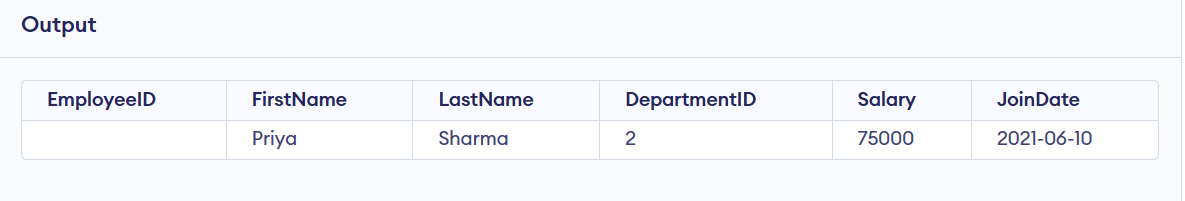 Output
EmployeeID FirstName LastName DepartmentID Salary JoinDate
Priya Sharma 2 75000 2021-06-10